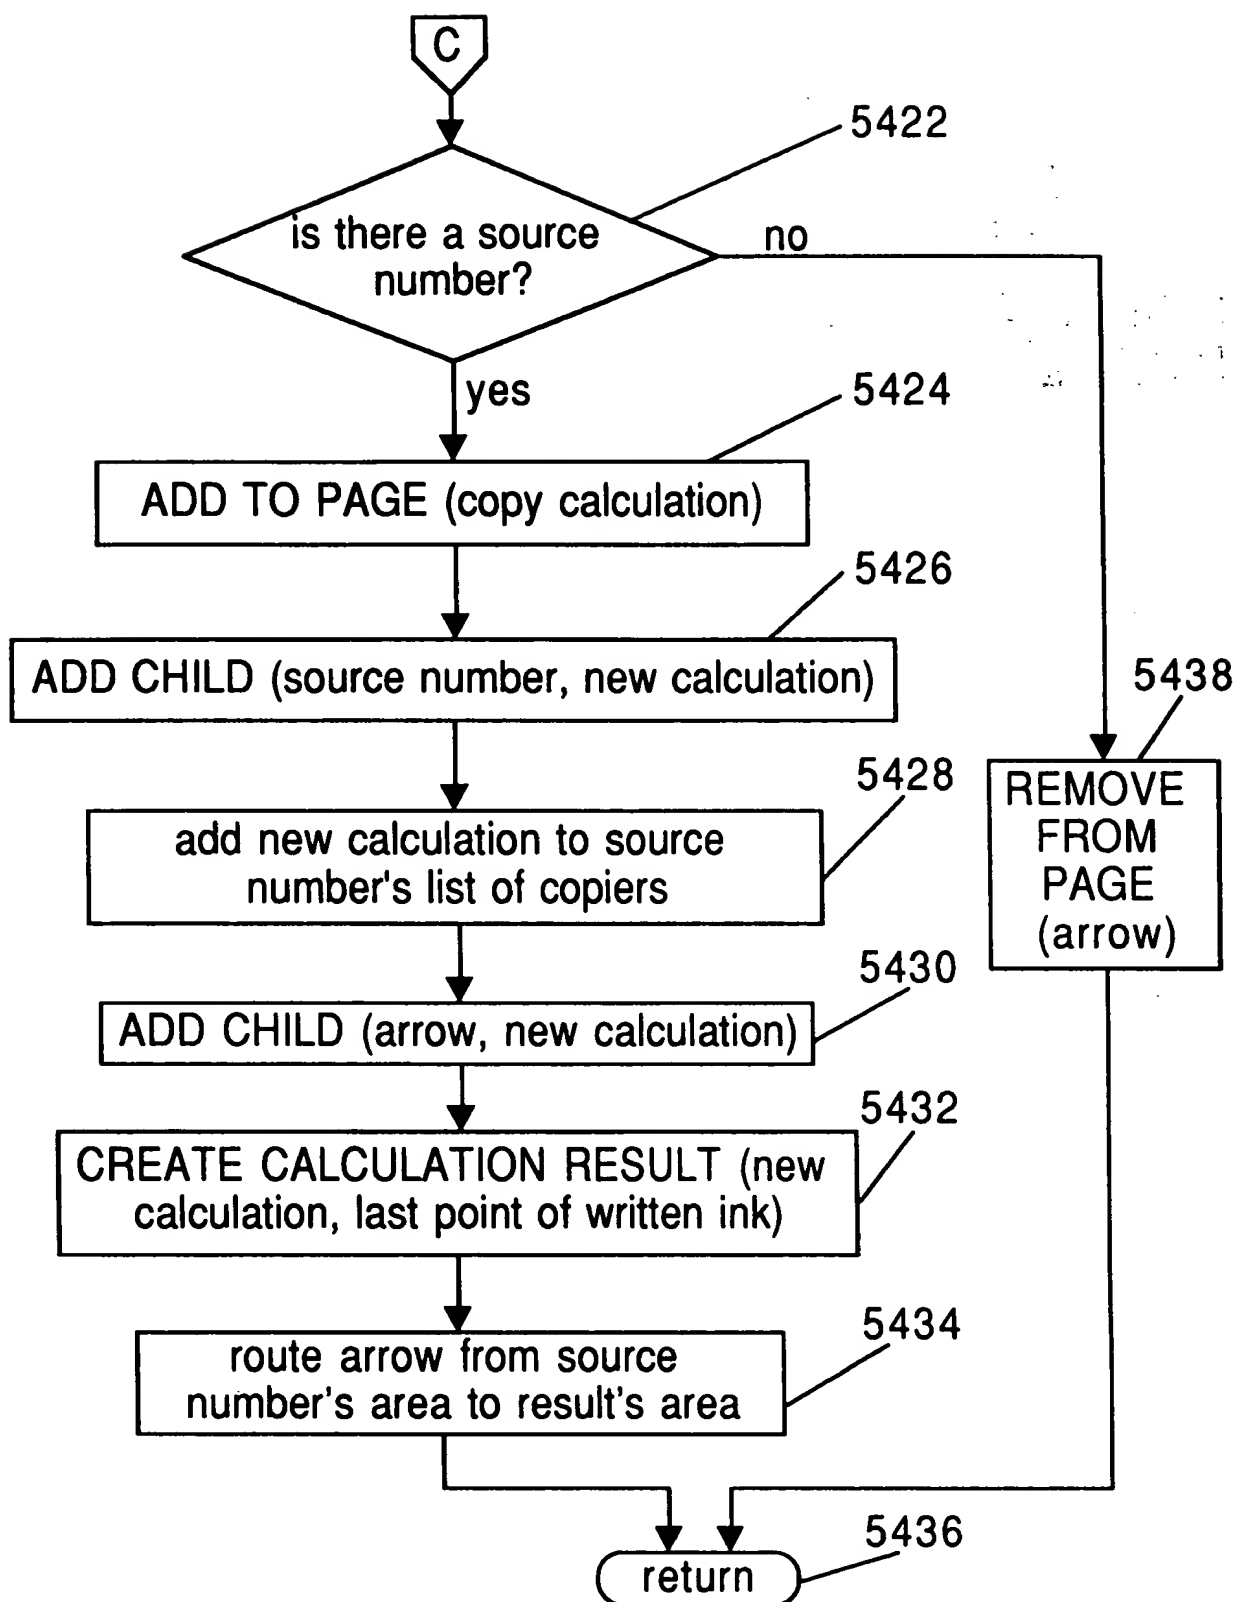 C
5422
is there a source
number?
no
yes
5424
ADD TO PAGE (copy calculation)
5426
ADD CHILD (source number, new calculation)
5438
REMOVE
FROM
PAGE
(arrow)
5428
add new calculation to source
number's list of copiers
5430
ADD CHILD (arrow, new calculation)
5432
CREATE CALCULATION RESULT (new
calculation, last point of written ink)
5434
route arrow from source
number's area to result's area
5436
return